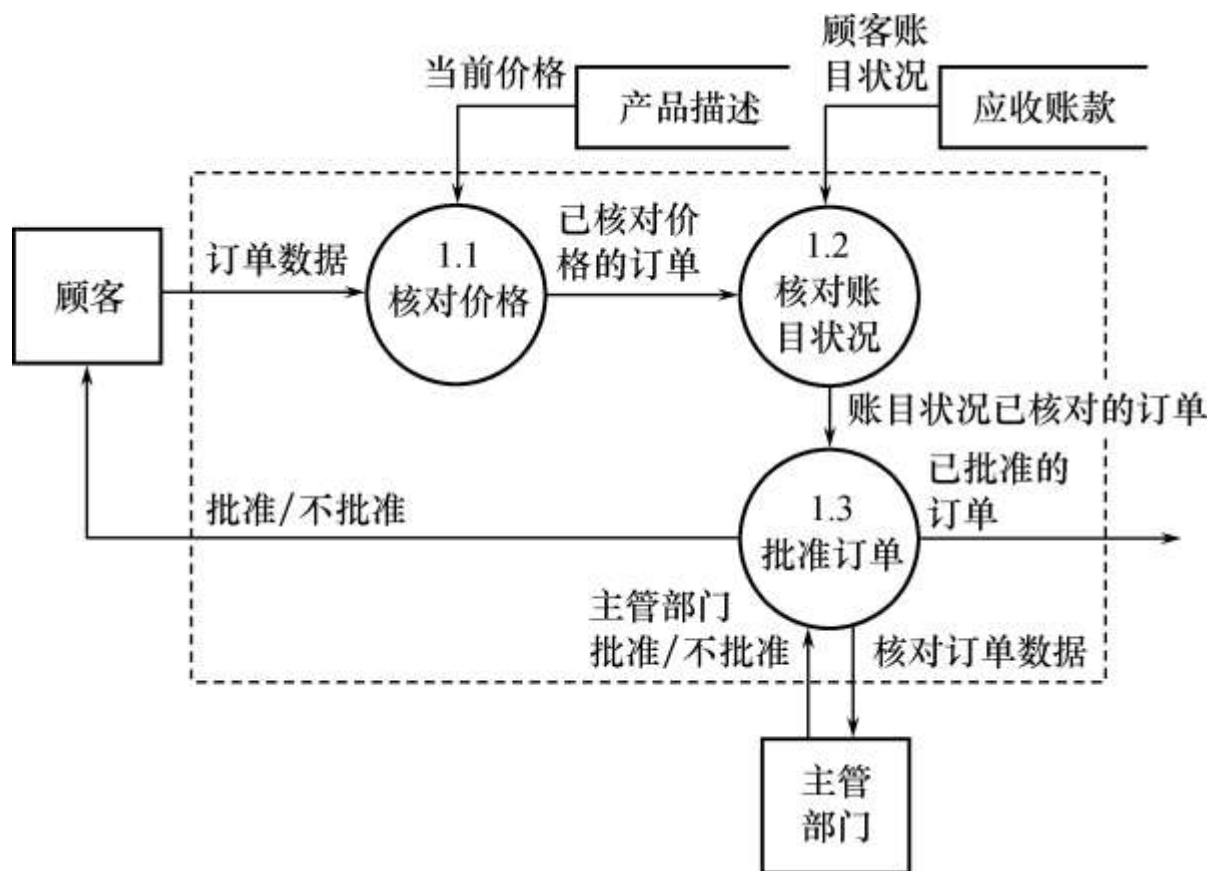 顾客账
目状况
当前价格
产品描述
应收账款
顾客
订单数据
1.1
核对价格
已核对价
格的订单
1.2
核对账
目状况
账目状况已核对的订单
批准/不批准
1.3
批准订单
已批准的
订单
主管部门
批准/不批准
核对订单数据
主管
部门